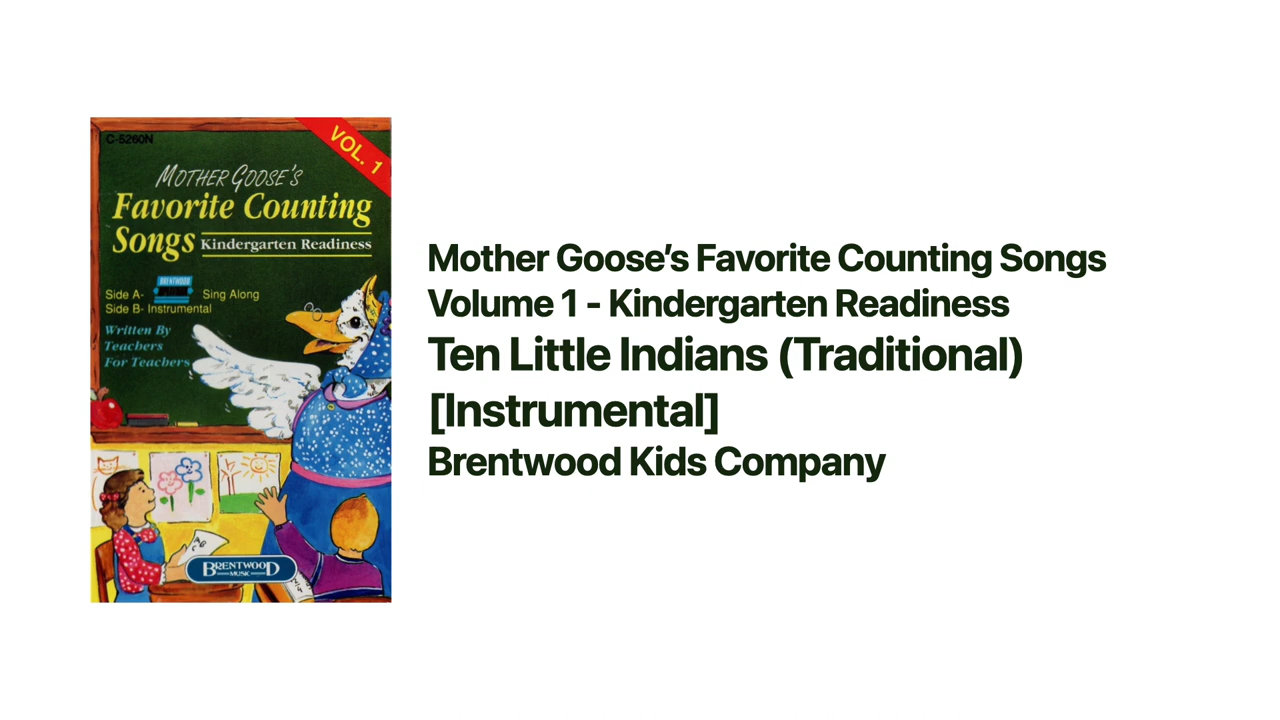 C-5260N
VOL. 1
MOTHER GOOSE'S
Favorite Counting
Songs Kindergarten Readiness
Side A- BRENTWOOD Sing Along
Side B- Instrumental
Written By
Teachers
For Teachers
BRENTWOOD
MUSIC
Mother Goose’s Favorite Counting Songs
Volume 1 - Kindergarten Readiness
Ten Little Indians (Traditional)
[Instrumental]
Brentwood Kids Company